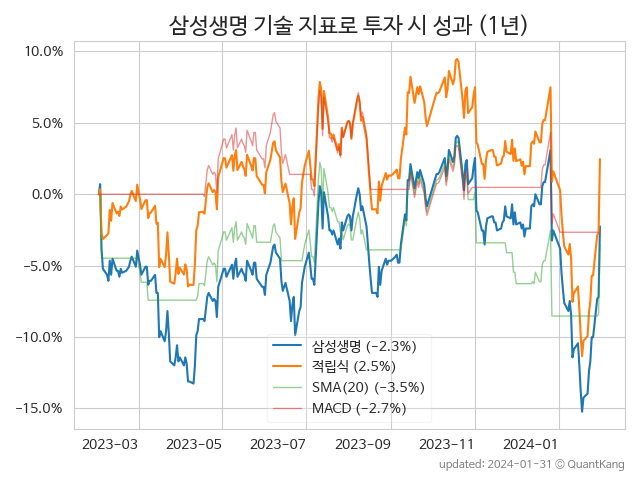 삼성생명 기술 지표로 투자 시 성과 (1년)
10.0%
5.0%
0.0%
−5.0%
−10.0%
−15.0%
삼성생명 (−2.3%)
적립식 (2.5%)
SMA(20) (−3.5%)
MACD (−2.7%)
2023-03 2023-05 2023-07 2023-09 2023-11 2024-01
updated: 2024-01-31 © QuantKang